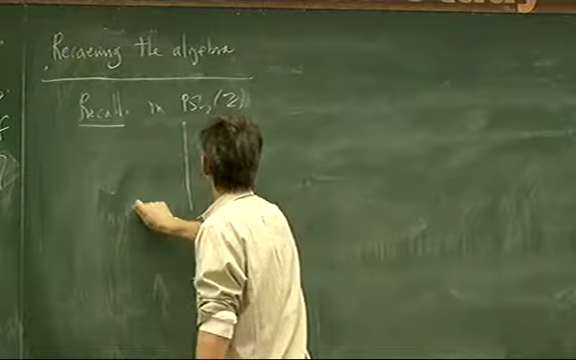 Recovering the algebra
Recall. in PSL₂(ℤ)